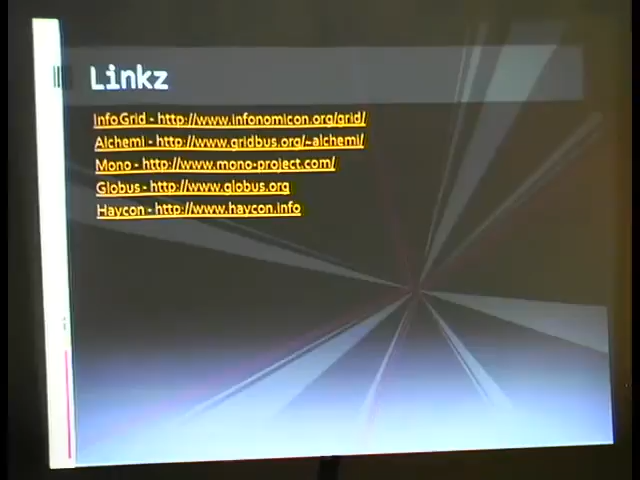 Linkz
InfoGrid - http://www.infonomicon.org/grid/
Alchemi - http://www.gridbus.org/~alchemi/
Mono - http://www.mono-project.com/
Globus - http://www.globus.org
Haycon - http://www.haycon.info